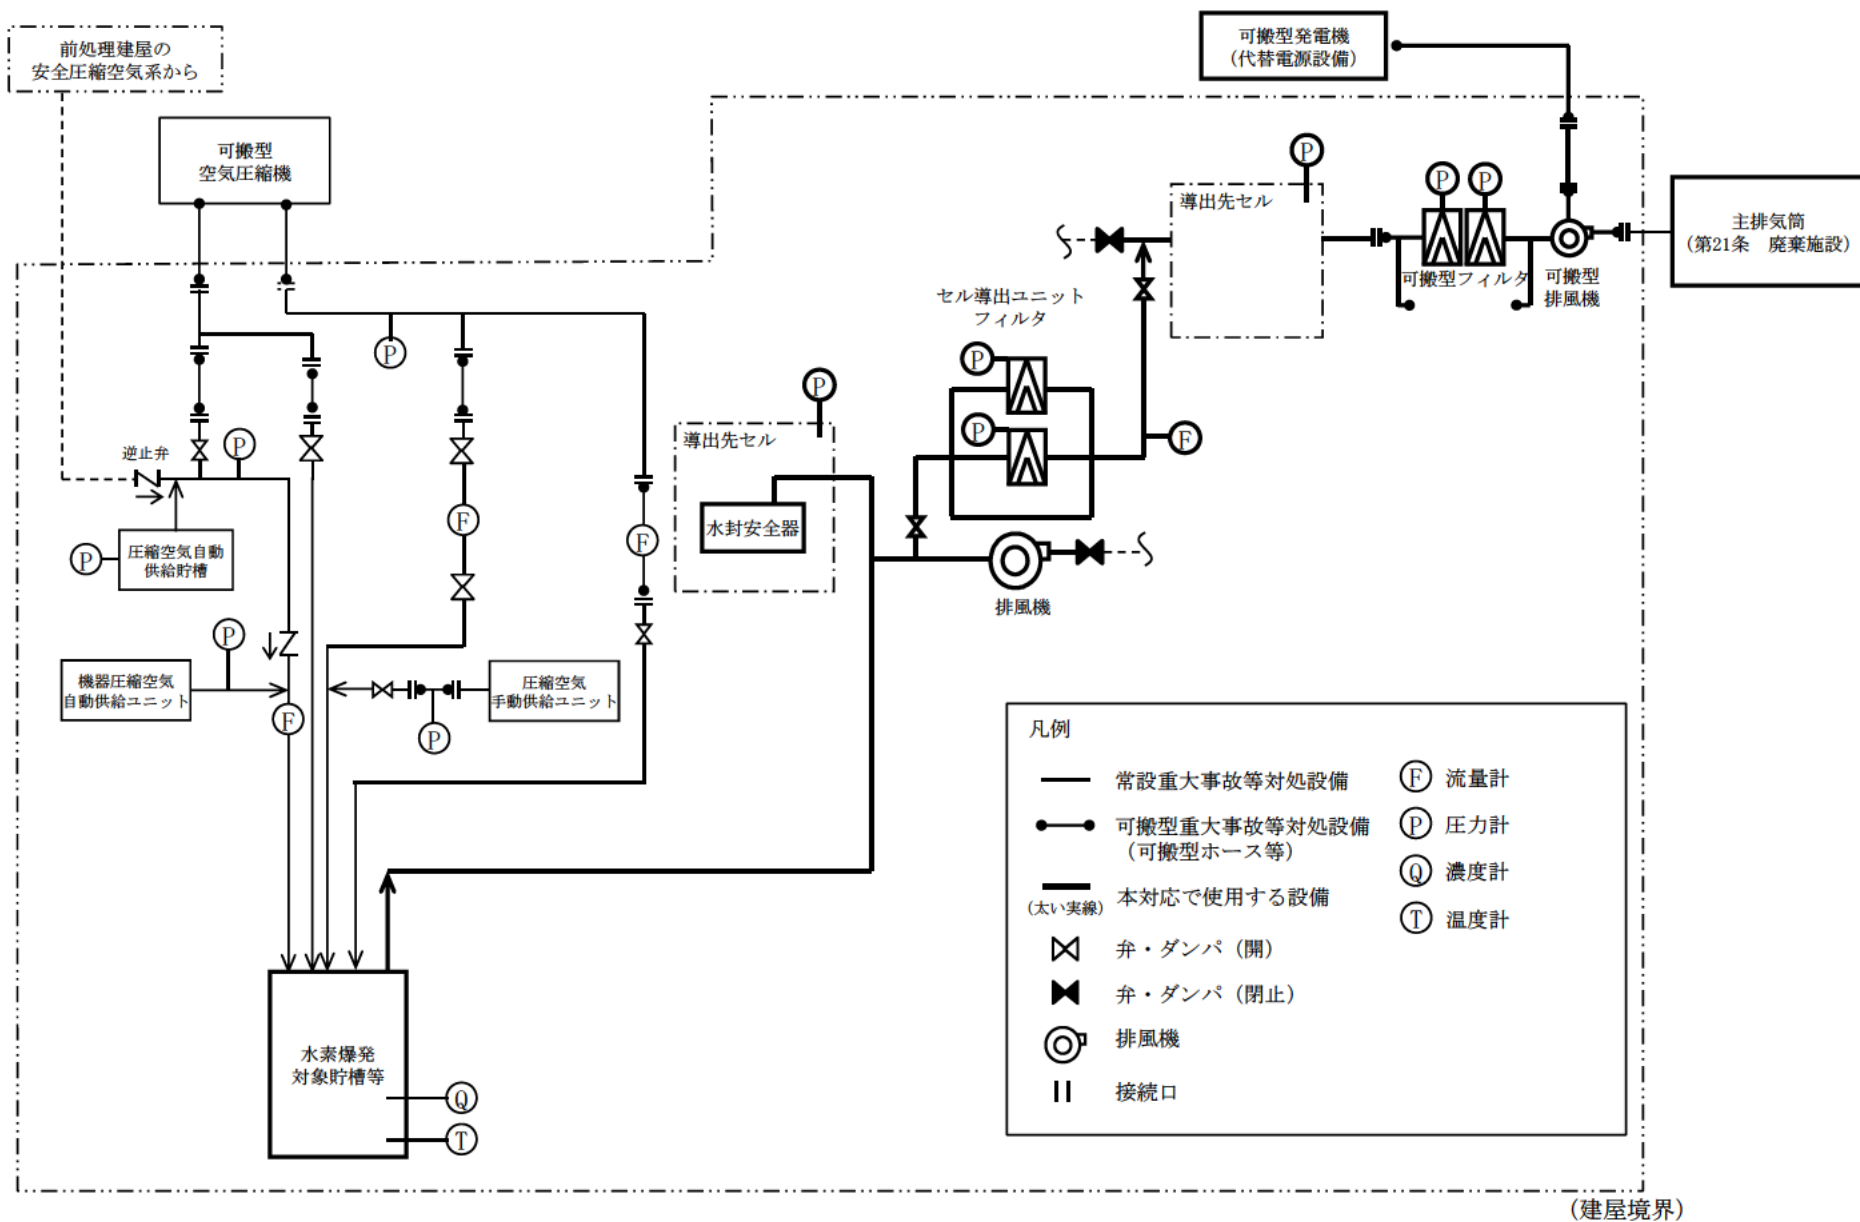 前処理建屋の
安全圧縮空気系から
可搬型
空気圧縮機
可搬型発電機
（代替電源設備）
P
導出先セル
P
P
主排気筒
（第21条　廃棄施設）
可搬型フィルタ
可搬型
排風機
セル導出ユニット
フィルタ
P
P
F
P
導出先セル
水封安全器
排風機
P
F
F
逆止弁
P
P
圧縮空気自動
供給貯槽
P
機器圧縮空気
自動供給ユニット
F
圧縮空気
手動供給ユニット
P
水素爆発
対象貯槽等
Q
T
凡例
常設重大事故等対処設備
可搬型重大事故等対処設備
（可搬型ホース等）
本対応で使用する設備
(太い実線)
弁・ダンパ（開）
弁・ダンパ（閉止）
排風機
接続口
F 流量計
P 圧力計
Q 濃度計
T 温度計
（建屋境界）